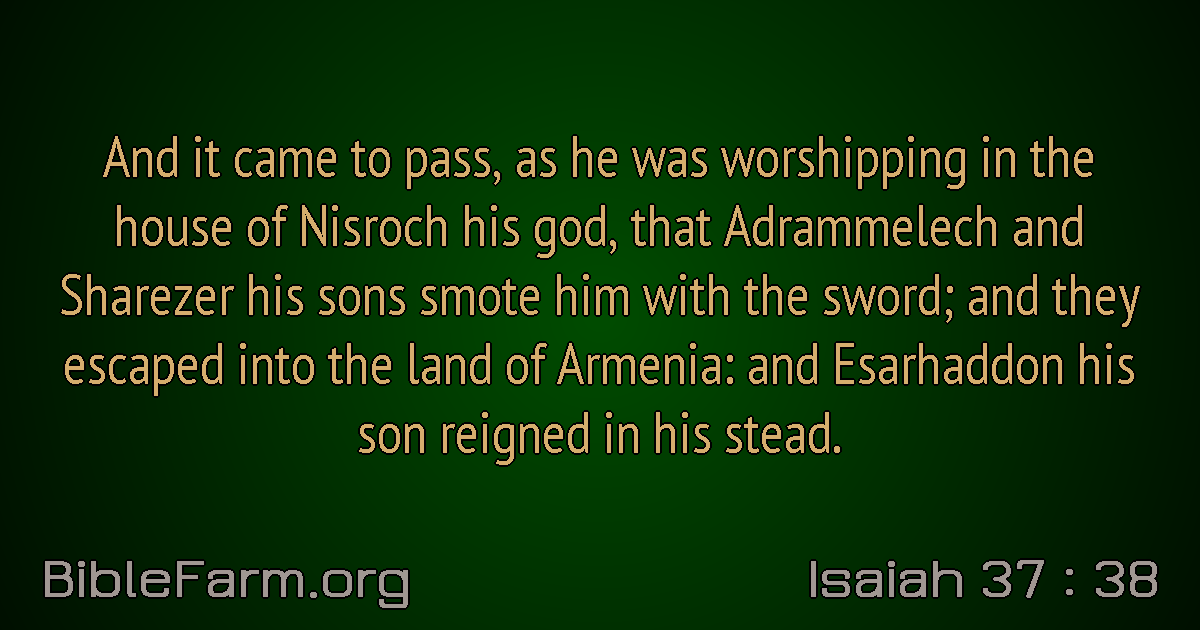 And it came to pass, as he was worshipping in the
house of Nisroch his god, that Adrammelech and
Sharezer his sons smote him with the sword; and they
escaped into the land of Armenia: and Esarhaddon his
son reigned in his stead.
BibleFarm.org
Isaiah 37 : 38